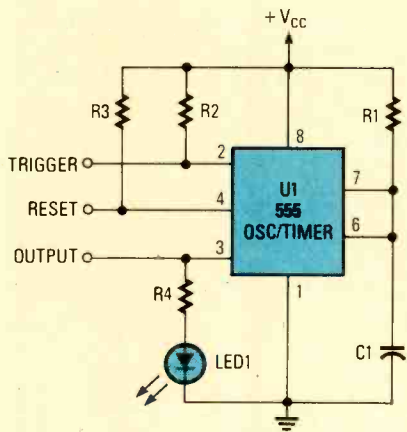 + VCC
R3
R2
R1
TRIGGER
2
8
7
U1
555
OSC/TIMER
RESET
4
6
OUTPUT
3
1
R4
LED1
C1